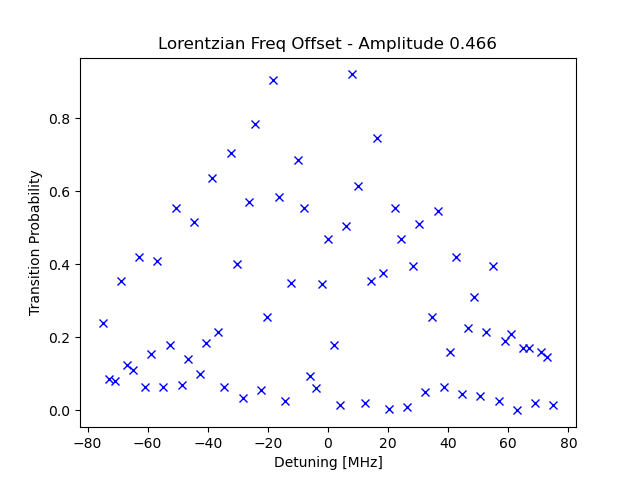 Lorentzian Freq Offset - Amplitude 0.466
Transition Probability
0.8
0.6
0.4
0.2
0.0
−80 −60 −40 −20 0 20 40 60 80
Detuning [MHz]